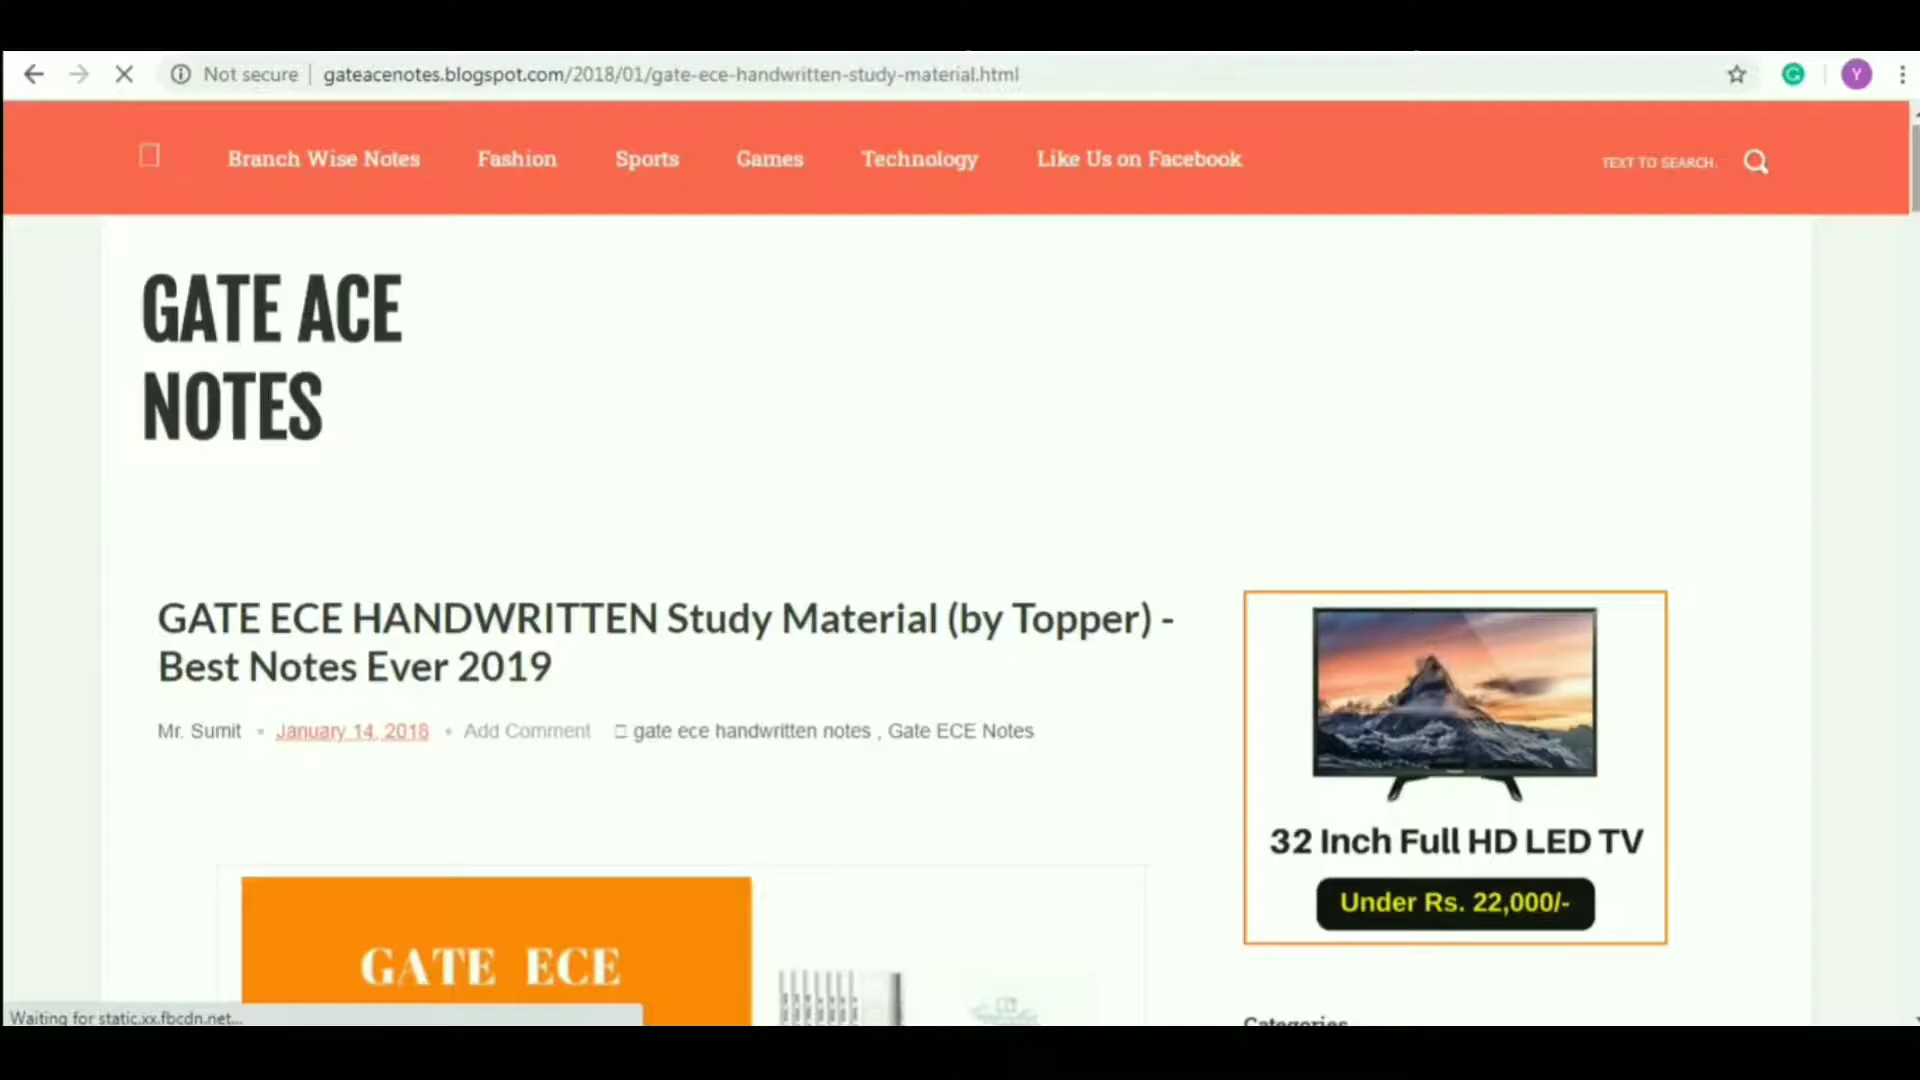 Not secure | gateacenotes.blogspot.com/2018/01/gate-ece-handwritten-study-material.html
Y
Branch Wise Notes Fashion Sports Games Technology Like Us on Facebook TEXT TO SEARCH.
GATE ACE
NOTES
GATE ECE HANDWRITTEN Study Material (by Topper) -
Best Notes Ever 2019
Mr. Sumit • January 14, 2018 • Add Comment gate ece handwritten notes , Gate ECE Notes
32 Inch Full HD LED TV
Under Rs. 22,000/-
GATE ECE
Categories
Waiting for static.xx.fbcdn.net...